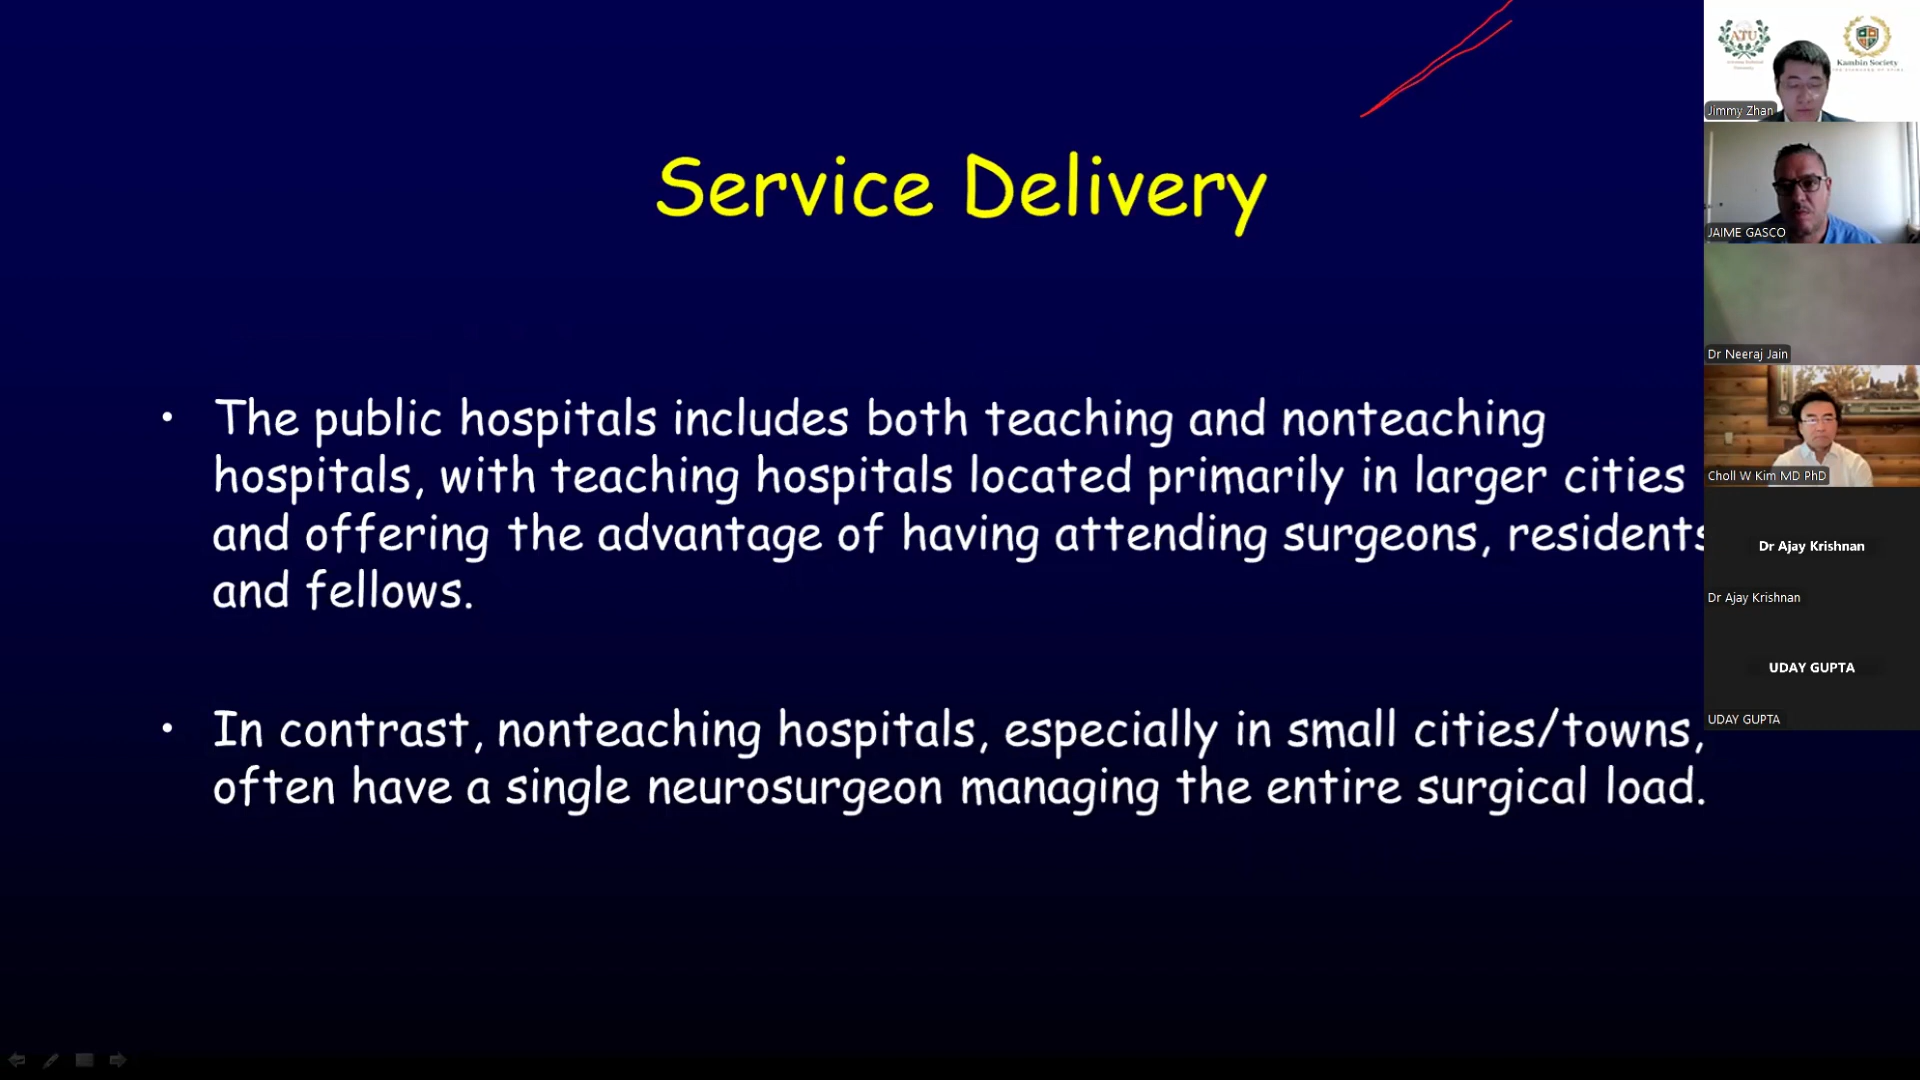 Service Delivery
• The public hospitals includes both teaching and nonteaching
hospitals, with teaching hospitals located primarily in larger cities
and offering the advantage of having attending surgeons, residents
and fellows.
• In contrast, nonteaching hospitals, especially in small cities/towns,
often have a single neurosurgeon managing the entire surgical load.
ATU
Kambin Society
Jimmy Zhan
JAIME GASCO
Dr Neeraj Jain
Choll W Kim MD PhD
Dr Ajay Krishnan
Dr Ajay Krishnan
UDAY GUPTA
UDAY GUPTA